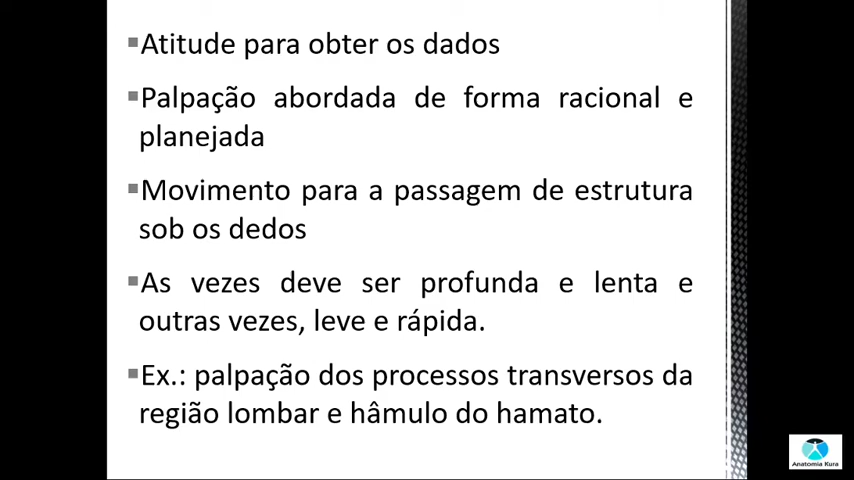 ▪Atitude para obter os dados
▪Palpação abordada de forma racional e
planejada
▪Movimento para a passagem de estrutura
sob os dedos
▪As vezes deve ser profunda e lenta e
outras vezes, leve e rápida.
▪Ex.: palpação dos processos transversos da
região lombar e hâmulo do hamato.
Anatomia Kura